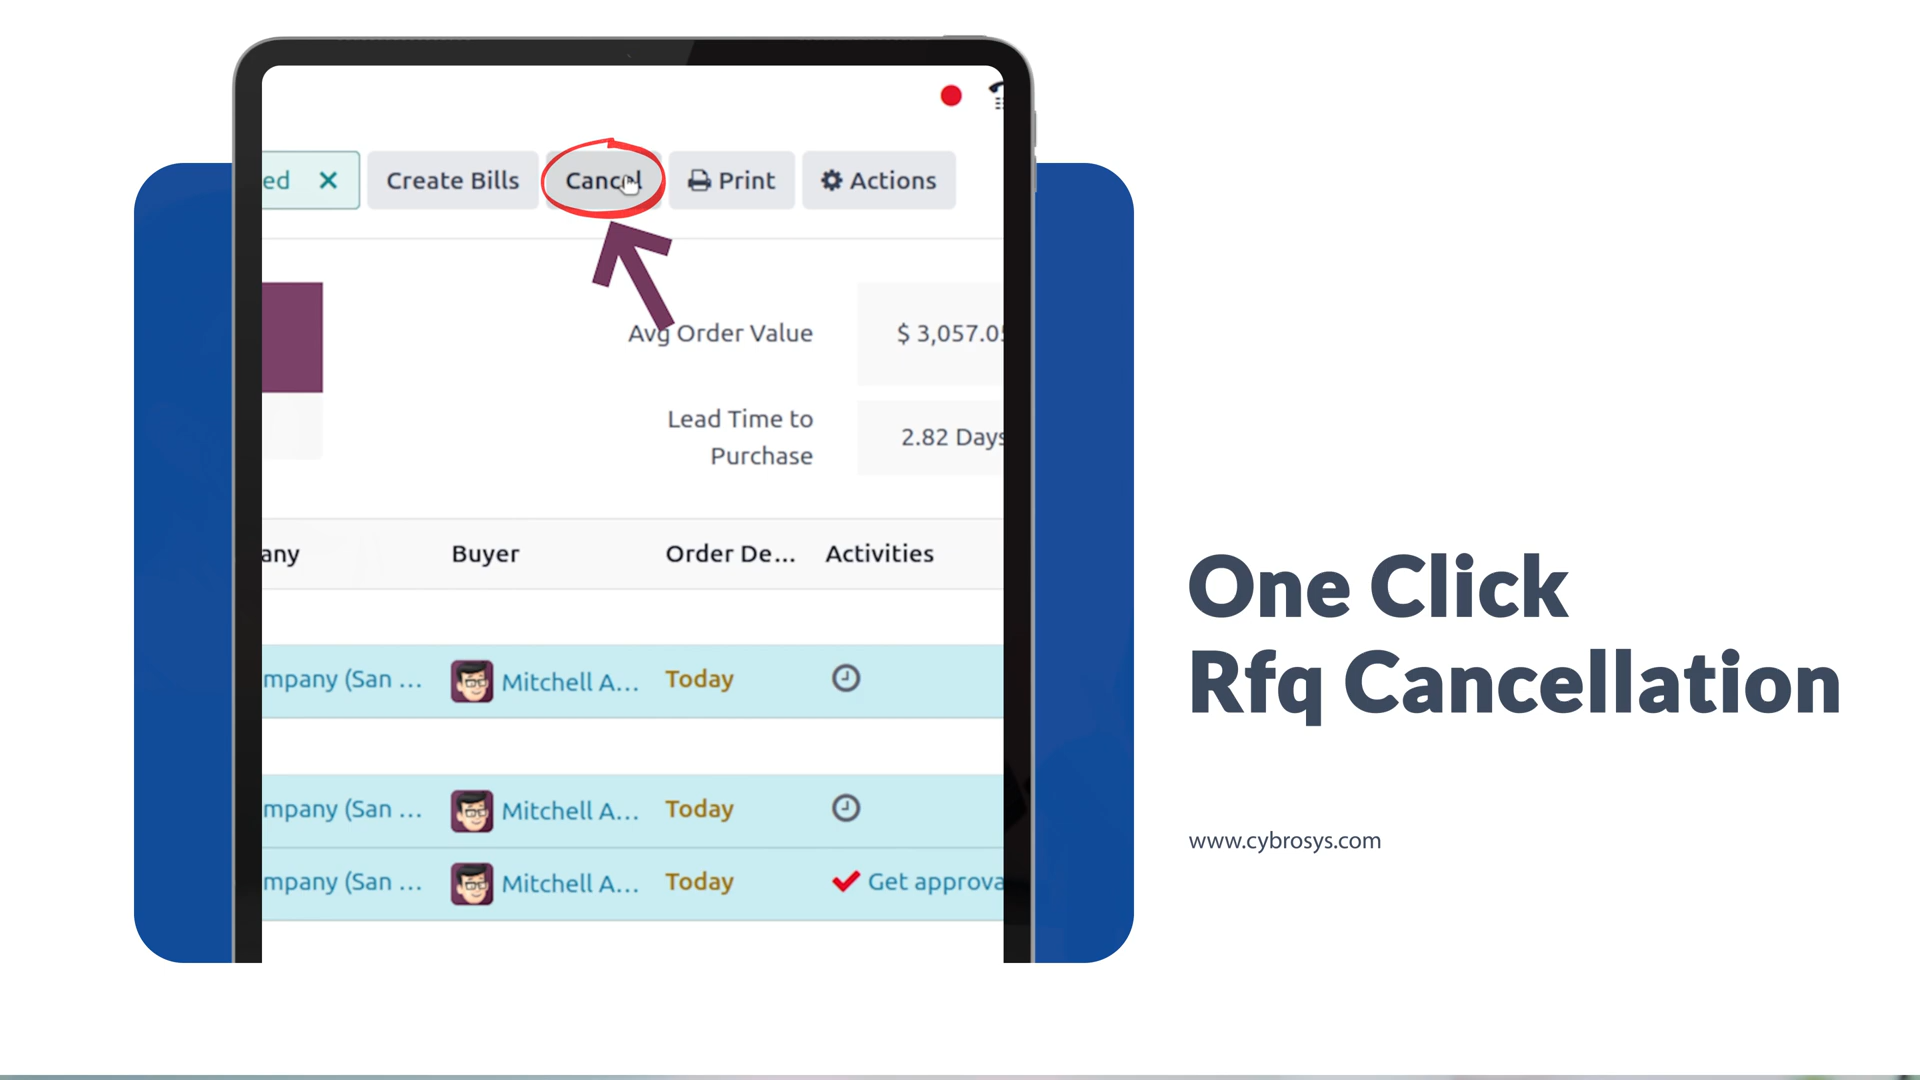 ed Create Bills Cancel Print Actions
Avg Order Value $ 3,057.05
Lead Time to
Purchase
2.82 Days
any Buyer Order De... Activities
mpany (San ... Mitchell A... Today
mpany (San ... Mitchell A... Today
mpany (San ... Mitchell A... Today Get approva
One Click
Rfq Cancellation
www.cybrosys.com